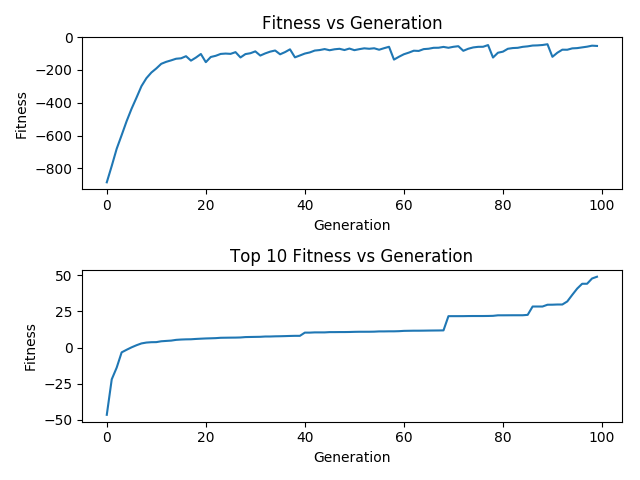 Fitness vs Generation
0
−200
−400
−600
−800
Fitness
0 20 40 60 80 100
Generation
Top 10 Fitness vs Generation
50
25
0
−25
−50
Fitness
0 20 40 60 80 100
Generation